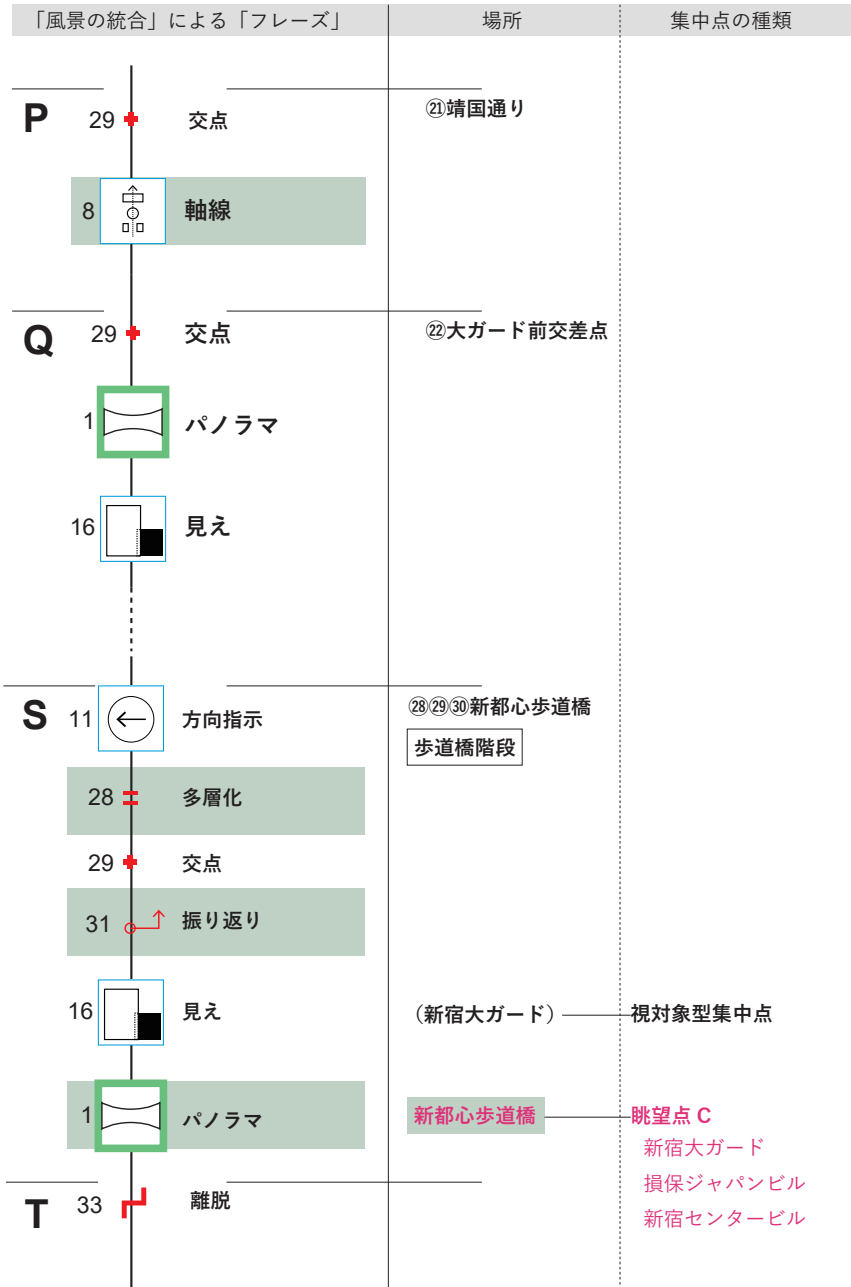 「風景の統合」による「フレーズ」 場所 集中点の種類
P 29 交点 ㉑靖国通り
8 軸線
Q 29 交点 ㉒大ガード前交差点
1 パノラマ
16 見え
S 11 方向指示 ㉘㉙㉚新都心歩道橋
歩道橋階段
28 多層化
29 交点
31 振り返り
16 見え （新宿大ガード） 視対象型集中点
1 パノラマ 新都心歩道橋 眺望点 C
新宿大ガード
T 33 離脱 損保ジャパンビル
新宿センタービル